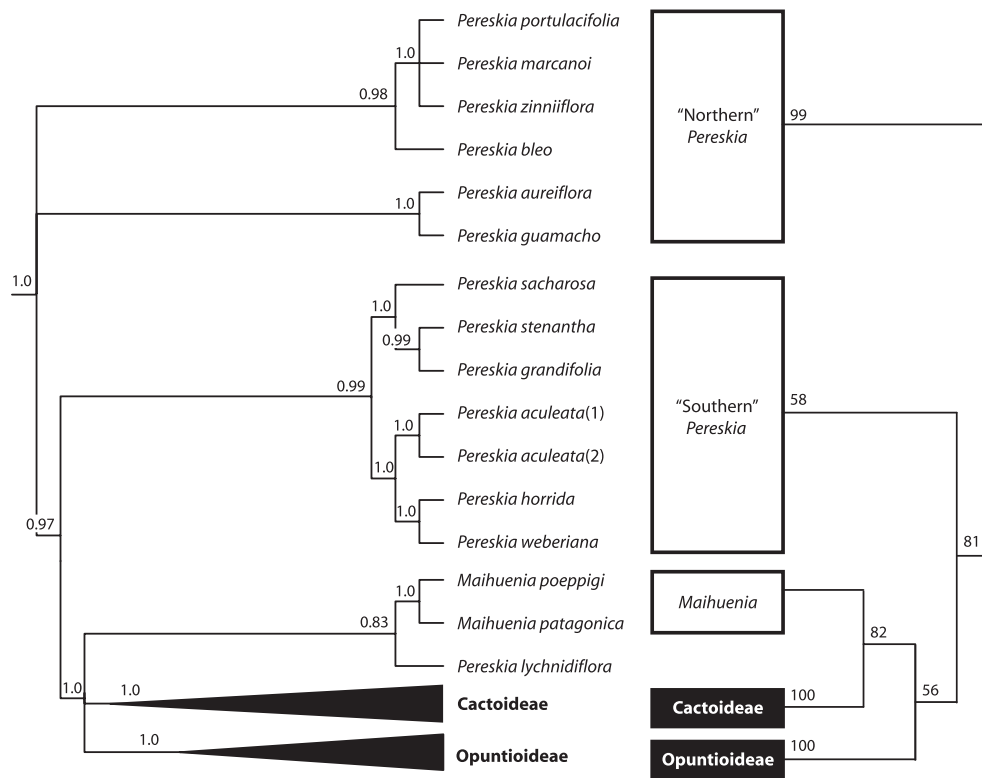 Pereskia portulacifolia
1.0
Pereskia marcanoi
0.98
Pereskia zinniiflora
Pereskia bleo
Pereskia aureiflora
1.0
Pereskia guamacho
1.0
Pereskia sacharosa
1.0
Pereskia stenantha
0.99
Pereskia grandifolia
0.99
Pereskia aculeata(1)
1.0
Pereskia aculeata(2)
1.0
Pereskia horrida
1.0
Pereskia weberiana
0.97
Maihuenia poeppigi
1.0
Maihuenia patagonica
0.83
Pereskia lychnidiflora
1.0
1.0
Cactoideae
1.0
Opuntioideae
“Northern”
Pereskia
99
“Southern”
Pereskia
58
81
Maihuenia
82
Cactoideae
100
56
Opuntioideae
100